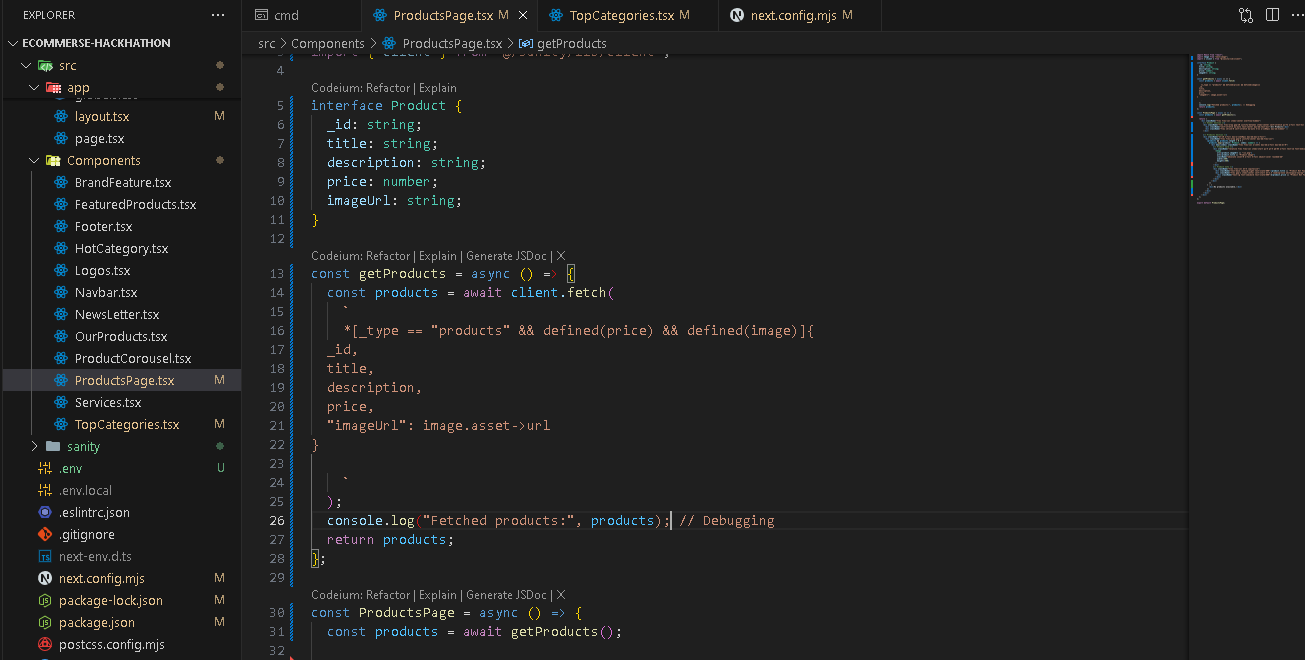 EXPLORER
ECOMMERSE-HACKHATHON
src
app
layout.tsx M
page.tsx
Components
BrandFeature.tsx
FeaturedProducts.tsx
Footer.tsx
HotCategory.tsx
Logos.tsx
Navbar.tsx
NewsLetter.tsx
OurProducts.tsx
ProductCorousel.tsx
ProductsPage.tsx M
Services.tsx
TopCategories.tsx M
sanity
.env U
.env.local
.eslintrc.json
.gitignore
next-env.d.ts
next.config.mjs M
package-lock.json M
package.json M
postcss.config.mjs
cmd
ProductsPage.tsx M
TopCategories.tsx M
next.config.mjs M
src > Components > ProductsPage.tsx > getProducts
4
Codeium: Refactor | Explain
5 interface Product {
6 _id: string;
7 title: string;
8 description: string;
9 price: number;
10 imageUrl: string;
11 }
12
Codeium: Refactor | Explain | Generate JSDoc | X
13 const getProducts = async () => {
14 const products = await client.fetch(
15 `
16 *[_type == "products" && defined(price) && defined(image)]{
17 _id,
18 title,
19 description,
20 price,
21 "imageUrl": image.asset->url
22 }
23
24 `
25 );
26 console.log("Fetched products:", products); // Debugging
27 return products;
28 };
29
Codeium: Refactor | Explain | Generate JSDoc | X
30 const ProductsPage = async () => {
31 const products = await getProducts();
32